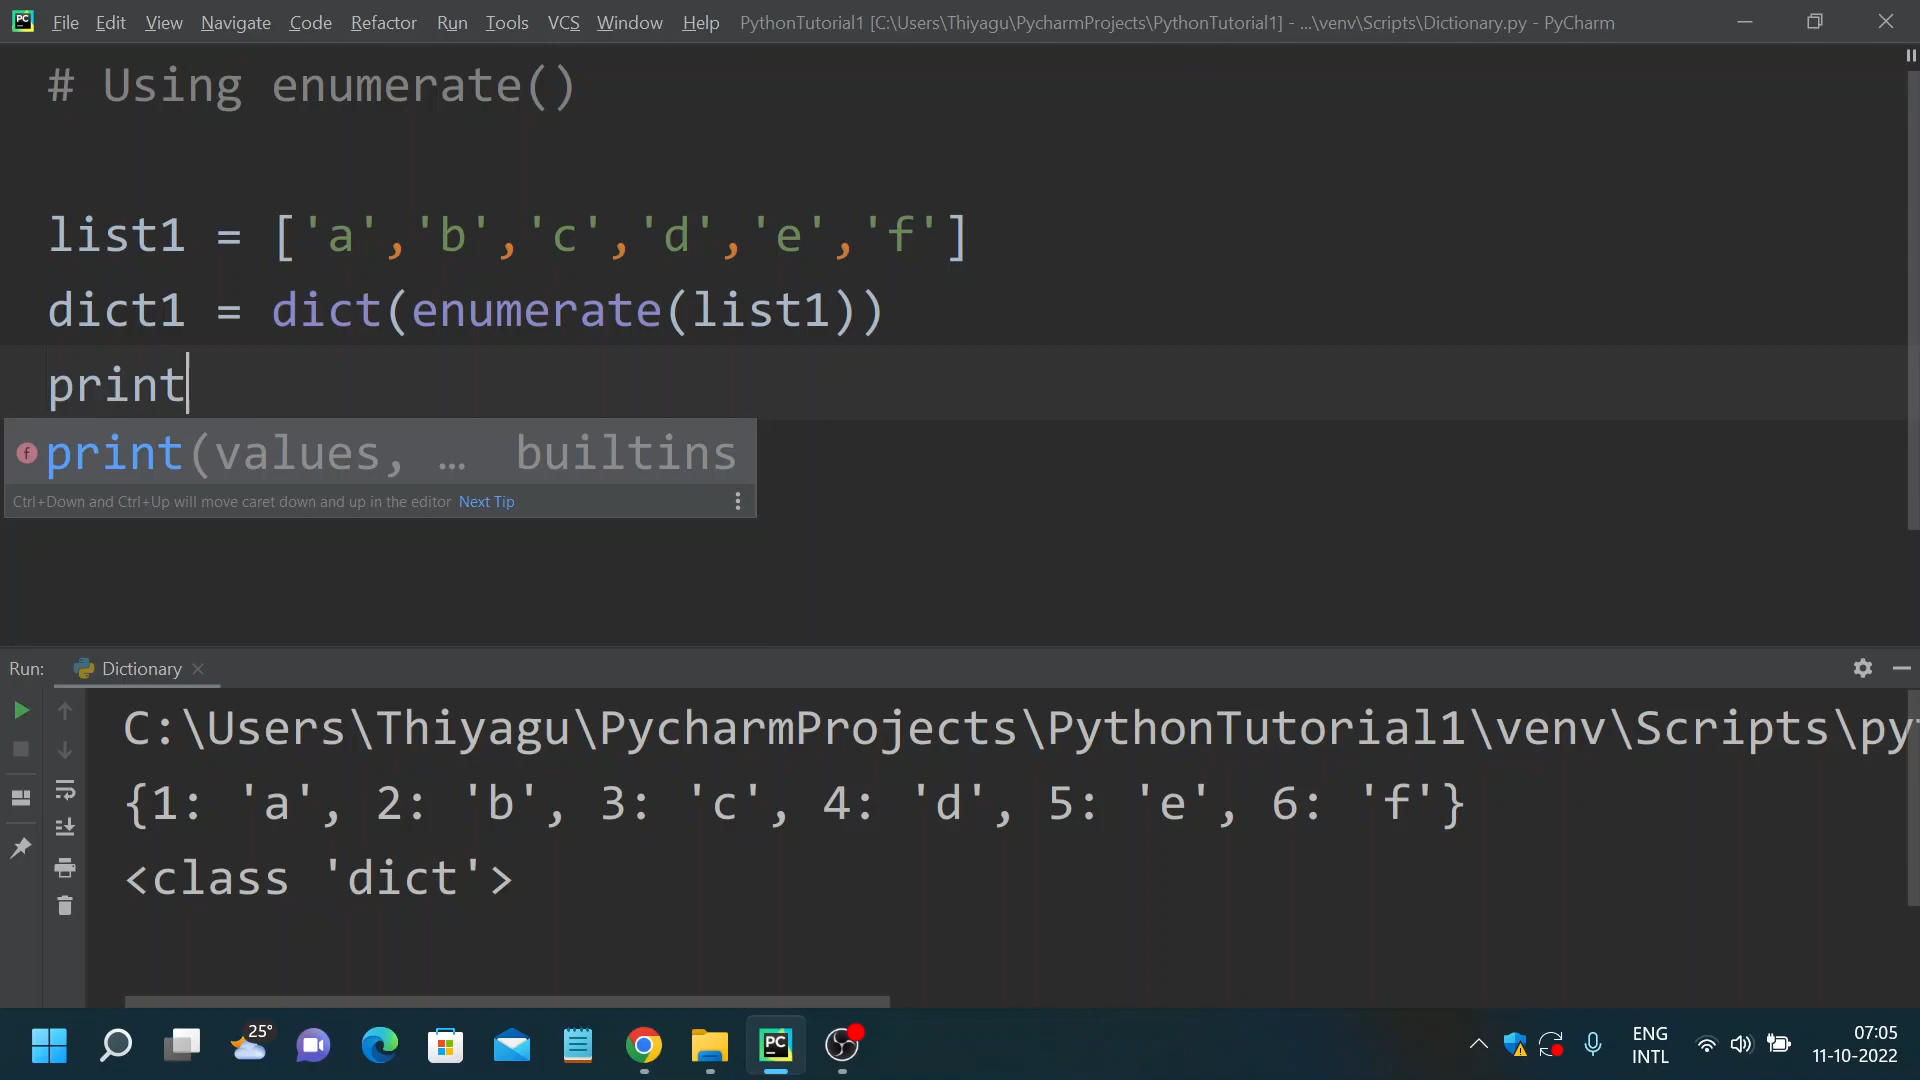 PC File Edit View Navigate Code Refactor Run Tools VCS Window Help PythonTutorial1 [C:\Users\Thiyagu\PycharmProjects\PythonTutorial1] - ...\venv\Scripts\Dictionary.py - PyCharm
# Using enumerate()
list1 = ['a','b','c','d','e','f']
dict1 = dict(enumerate(list1))
print
f print(values, … builtins
Ctrl+Down and Ctrl+Up will move caret down and up in the editor Next Tip
Run: Dictionary
C:\Users\Thiyagu\PycharmProjects\PythonTutorial1\venv\Scripts\py
{1: 'a', 2: 'b', 3: 'c', 4: 'd', 5: 'e', 6: 'f'}
<class 'dict'>
25°
PC
ENG
INTL
07:05
11-10-2022